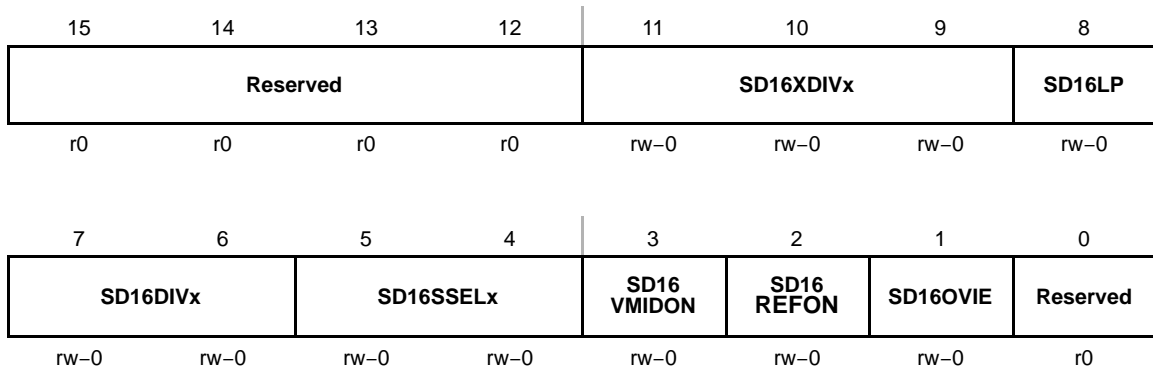 15 14 13 12 11 10 9 8
Reserved SD16XDIVx SD16LP
r0 r0 r0 r0 rw−0 rw−0 rw−0 rw−0
7 6 5 4 3 2 1 0
SD16DIVx SD16SSELx SD16 VMIDON SD16 REFON SD16OVIE Reserved
rw−0 rw−0 rw−0 rw−0 rw−0 rw−0 rw−0 r0